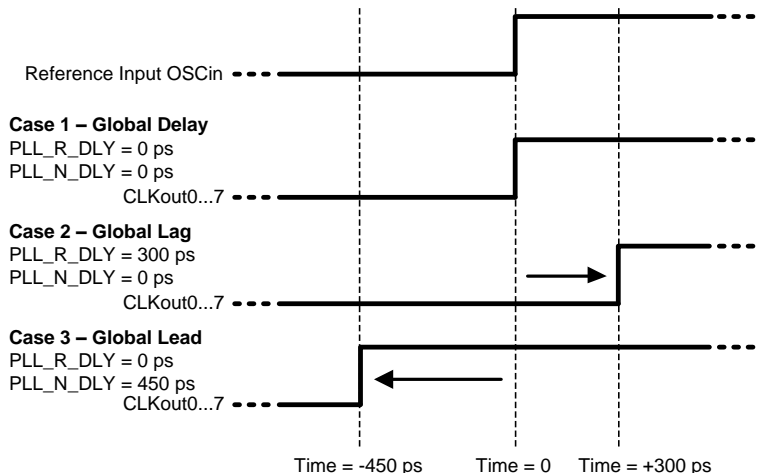 Reference Input OSCin
Case 1 – Global Delay
PLL_R_DLY = 0 ps
PLL_N_DLY = 0 ps
CLKout0...7
Case 2 – Global Lag
PLL_R_DLY = 300 ps
PLL_N_DLY = 0 ps
CLKout0...7
Case 3 – Global Lead
PLL_R_DLY = 0 ps
PLL_N_DLY = 450 ps
CLKout0...7
Time = -450 ps Time = 0 Time = +300 ps